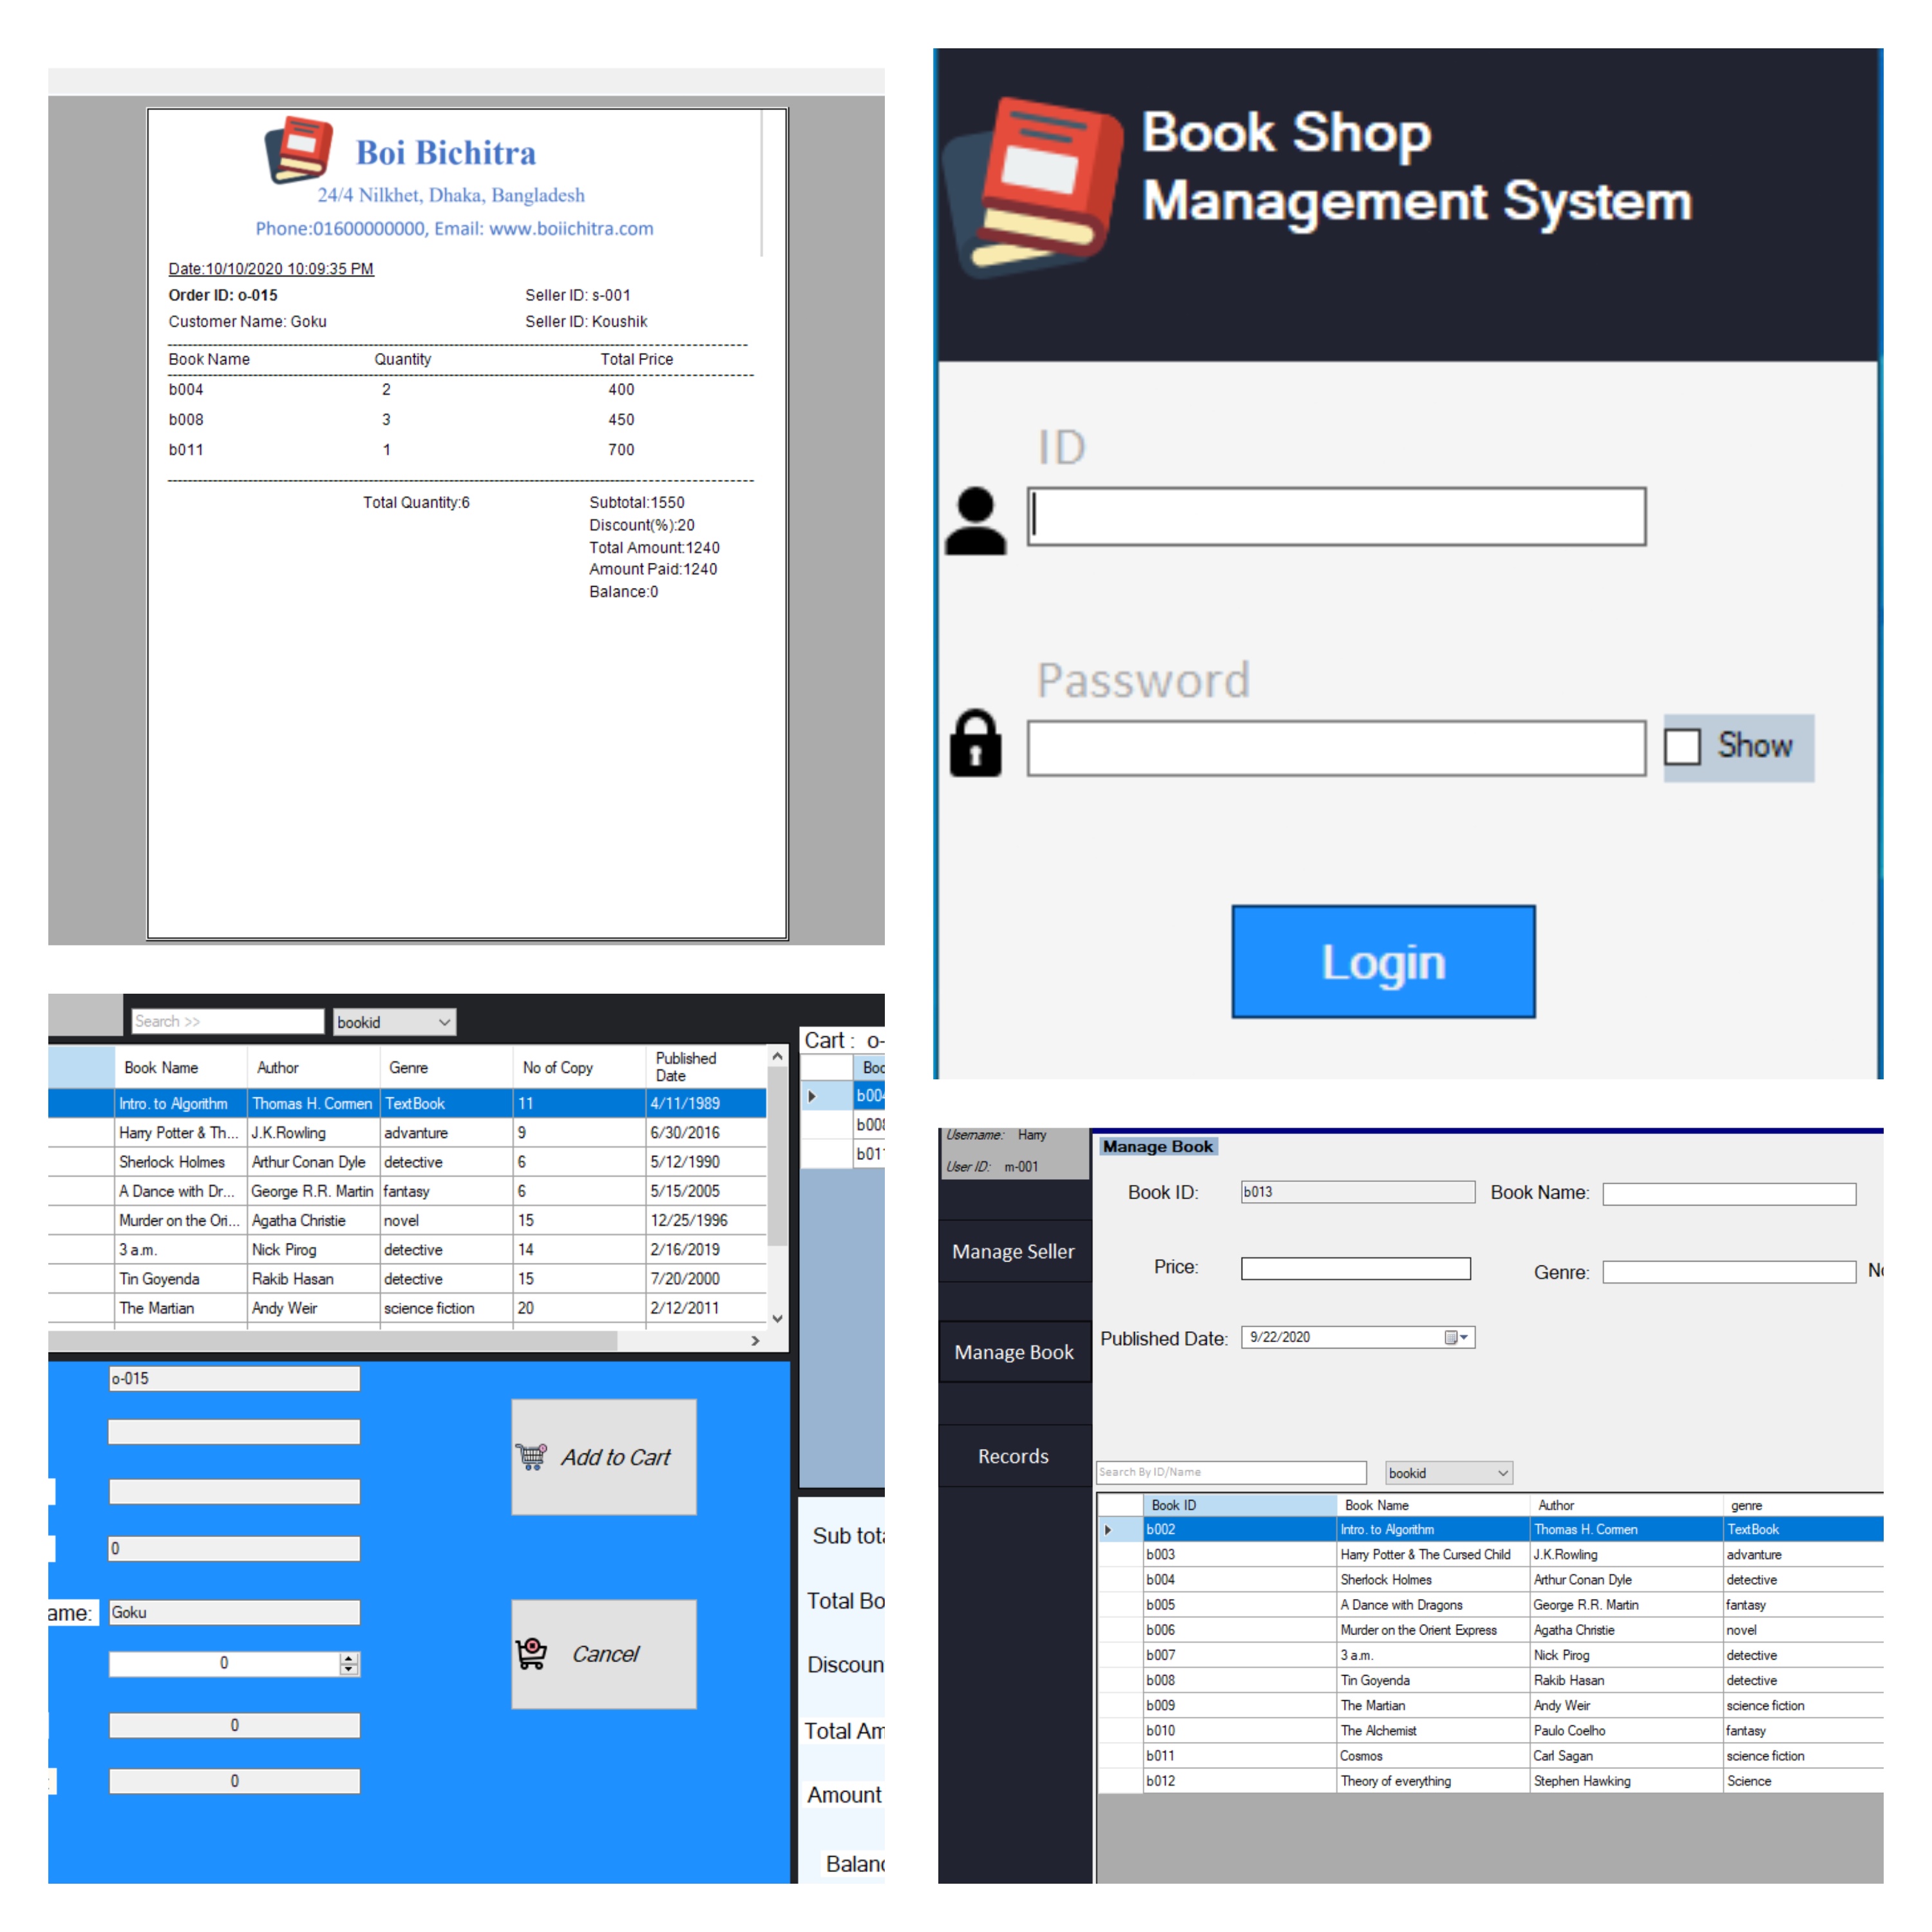 Boi Bichitra
24/4 Nilkhet, Dhaka, Bangladesh
Phone:01600000000, Email: www.boiichitra.com
Date:10/10/2020 10:09:35 PM
Order ID: o-015 Seller ID: s-001
Customer Name: Goku Seller ID: Koushik
Book Name Quantity Total Price
b004 2 400
b008 3 450
b011 1 700
Total Quantity:6 Subtotal:1550
Discount(%):20
Total Amount:1240
Amount Paid:1240
Balance:0
Book Shop
Management System
ID
Password
Show
Login
Search >> bookid
Book Name Author Genre No of Copy Published Date
Intro. to Algorithm Thomas H. Cormen TextBook 11 4/11/1989
Harry Potter & Th... J.K.Rowling advanture 9 6/30/2016
Sherlock Holmes Arthur Conan Dyle detective 6 5/12/1990
A Dance with Dr... George R.R. Martin fantasy 6 5/15/2005
Murder on the Ori... Agatha Christie novel 15 12/25/1996
3 a.m. Nick Pirog detective 14 2/16/2019
Tin Goyenda Rakib Hasan detective 15 7/20/2000
The Martian Andy Weir science fiction 20 2/12/2011
Cart : o-
Boo
b004
b008
b011
o-015
0
ame: Goku
0
0
0
Add to Cart
Cancel
Sub tota
Total Bo
Discoun
Total Am
Amount
Balanc
Username: Harry
User ID: m-001
Manage Seller
Manage Book
Records
Manage Book
Book ID: b013 Book Name:
Price: Genre: No
Published Date: 9/22/2020
Search By ID/Name bookid
Book ID Book Name Author genre
b002 Intro. to Algorithm Thomas H. Cormen TextBook
b003 Harry Potter & The Cursed Child J.K.Rowling advanture
b004 Sherlock Holmes Arthur Conan Dyle detective
b005 A Dance with Dragons George R.R. Martin fantasy
b006 Murder on the Orient Express Agatha Christie novel
b007 3 a.m. Nick Pirog detective
b008 Tin Goyenda Rakib Hasan detective
b009 The Martian Andy Weir science fiction
b010 The Alchemist Paulo Coelho fantasy
b011 Cosmos Carl Sagan science fiction
b012 Theory of everything Stephen Hawking Science